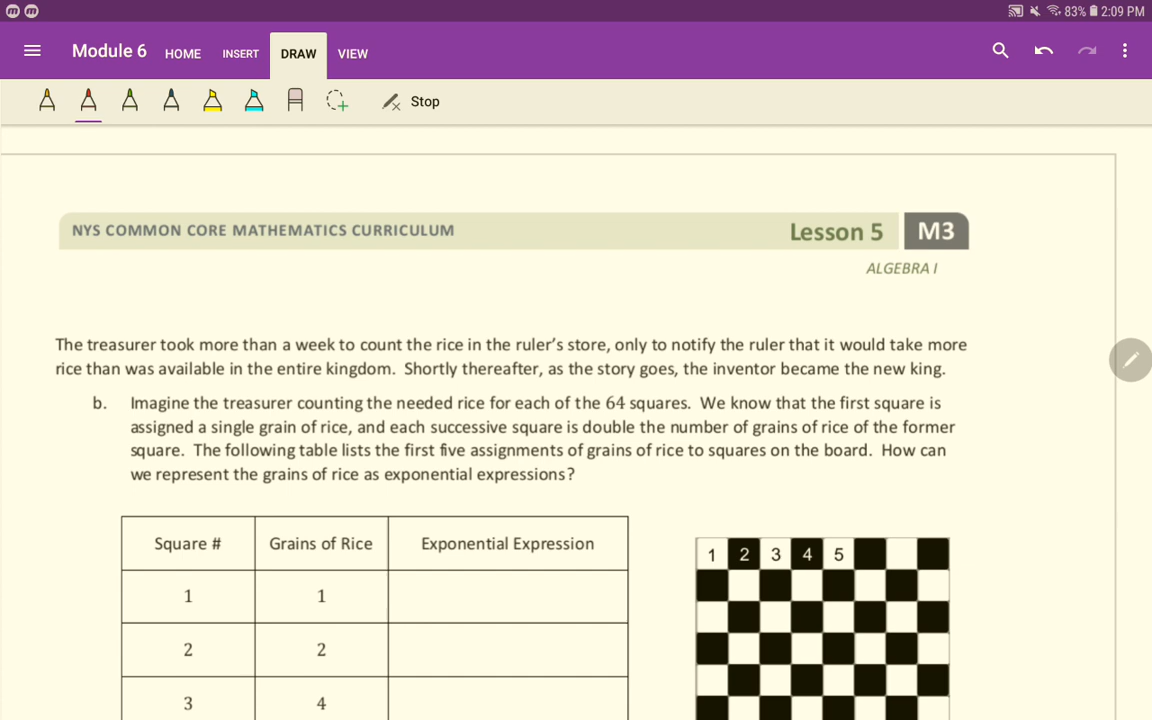 83% 2:09 PM
Module 6 HOME INSERT DRAW VIEW
Stop
NYS COMMON CORE MATHEMATICS CURRICULUM Lesson 5 M3
ALGEBRA I
The treasurer took more than a week to count the rice in the ruler’s store, only to notify the ruler that it would take more
rice than was available in the entire kingdom. Shortly thereafter, as the story goes, the inventor became the new king.
b. Imagine the treasurer counting the needed rice for each of the 64 squares. We know that the first square is
assigned a single grain of rice, and each successive square is double the number of grains of rice of the former
square. The following table lists the first five assignments of grains of rice to squares on the board. How can
we represent the grains of rice as exponential expressions?
Square # Grains of Rice Exponential Expression
1 1
2 2
3 4
1 2 3 4 5